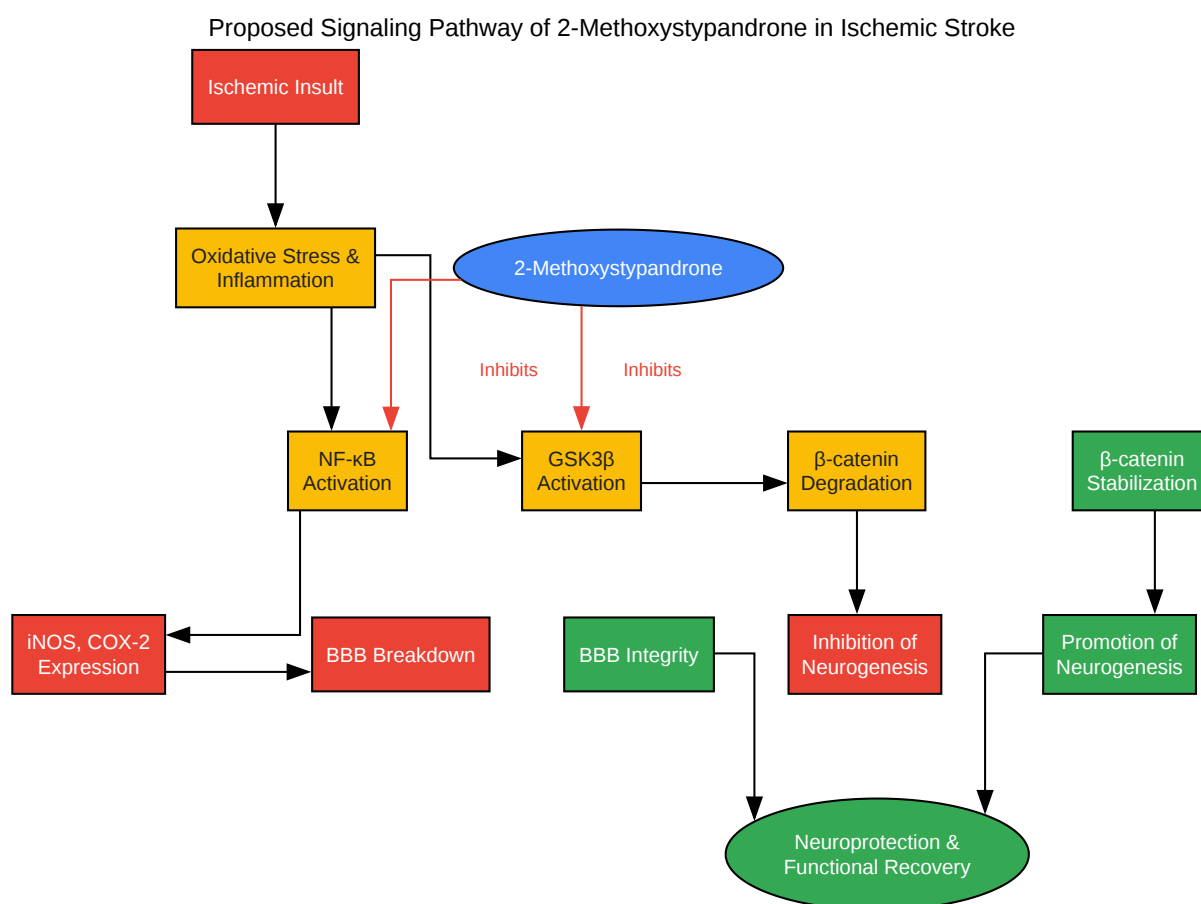 Proposed Signaling Pathway of 2-Methoxystypandrone in Ischemic Stroke
Ischemic Insult
Oxidative Stress &
Inflammation
2-Methoxystypandrone
Inhibits
Inhibits
NF-κB
Activation
GSK3β
Activation
β-catenin
Degradation
β-catenin
Stabilization
iNOS, COX-2
Expression
BBB Breakdown
BBB Integrity
Inhibition of
Neurogenesis
Promotion of
Neurogenesis
Neuroprotection &
Functional Recovery